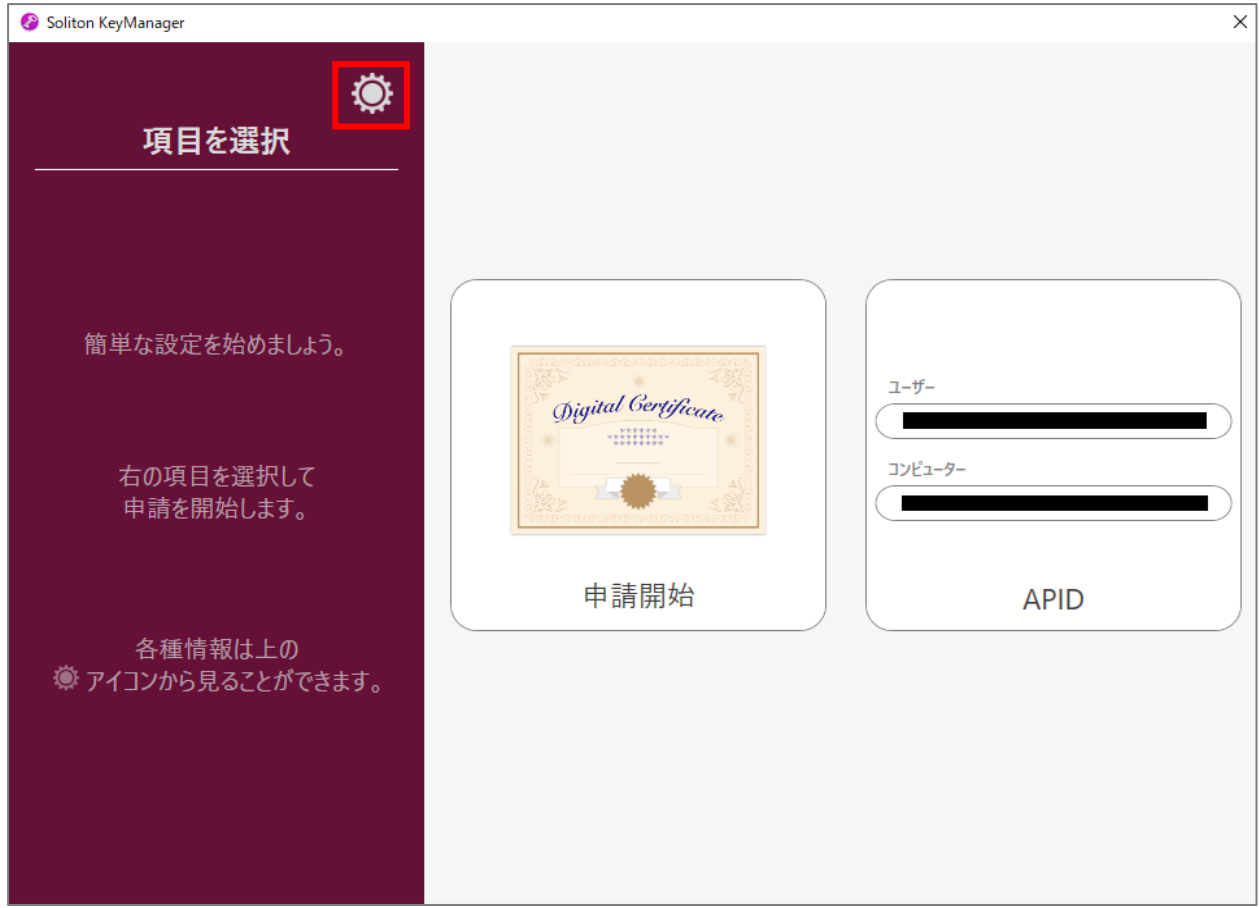 Soliton KeyManager
項目を選択
簡単な設定を始めましょう。
右の項目を選択して
申請を開始します。
各種情報は上の
アイコンから見ることができます。
Digital Certificate
申請開始
ユーザー
コンピューター
APID